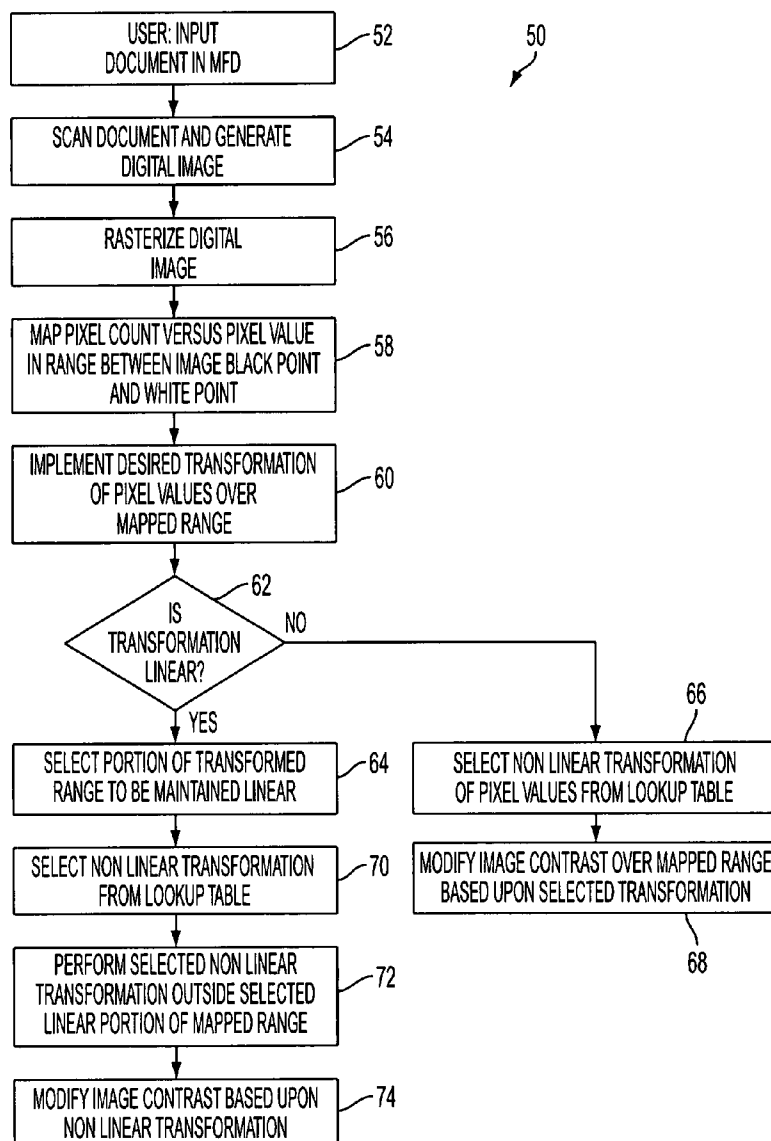 USER: INPUT
DOCUMENT IN MFD
52
50
SCAN DOCUMENT AND GENERATE
DIGITAL IMAGE
54
RASTERIZE DIGITAL
IMAGE
56
MAP PIXEL COUNT VERSUS PIXEL VALUE
IN RANGE BETWEEN IMAGE BLACK POINT
AND WHITE POINT
58
IMPLEMENT DESIRED TRANSFORMATION
OF PIXEL VALUES OVER
MAPPED RANGE
60
62
IS
TRANSFORMATION
LINEAR?
NO
YES
SELECT PORTION OF TRANSFORMED
RANGE TO BE MAINTAINED LINEAR
64
66
SELECT NON LINEAR TRANSFORMATION
OF PIXEL VALUES FROM LOOKUP TABLE
SELECT NON LINEAR TRANSFORMATION
FROM LOOKUP TABLE
70
MODIFY IMAGE CONTRAST OVER MAPPED RANGE
BASED UPON SELECTED TRANSFORMATION
68
PERFORM SELECTED NON LINEAR
TRANSFORMATION OUTSIDE SELECTED
LINEAR PORTION OF MAPPED RANGE
72
MODIFY IMAGE CONTRAST BASED UPON
NON LINEAR TRANSFORMATION
74